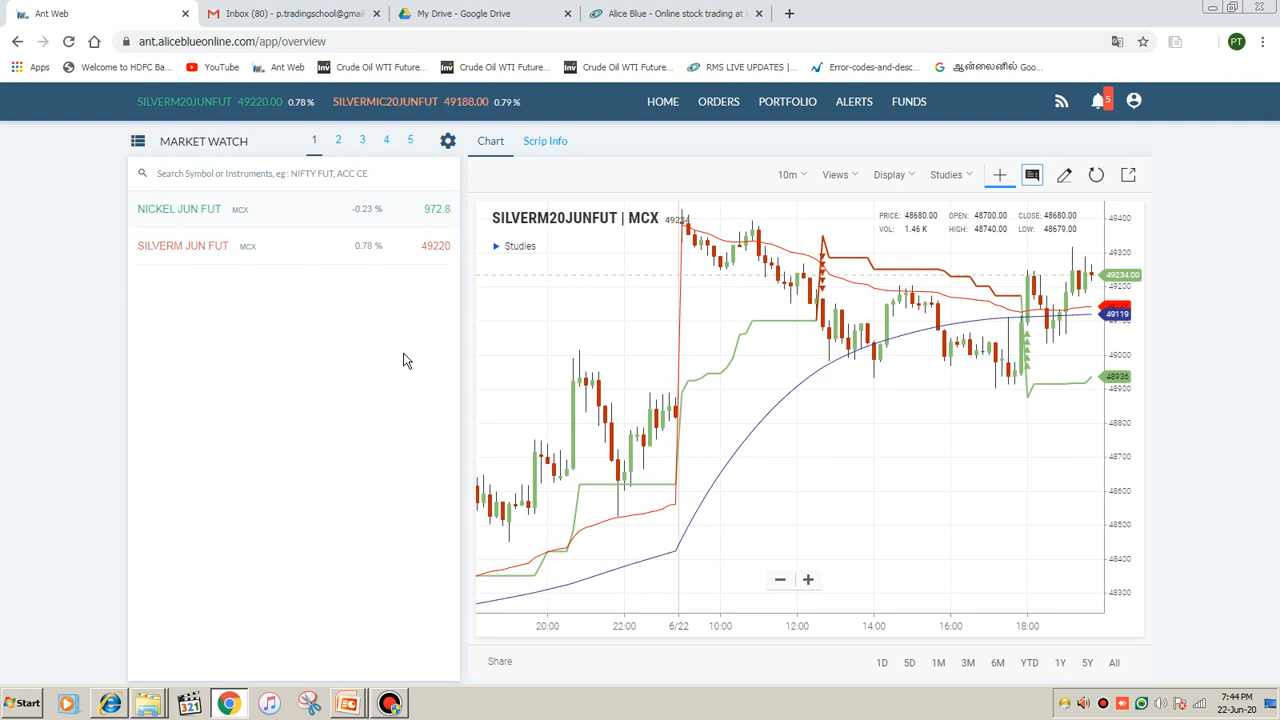 Ant Web
Inbox (80) - p.tradingschool@gmail
My Drive - Google Drive
Alice Blue - Online stock trading at
ant.aliceblueonline.com/app/overview
PT
Apps
Welcome to HDFC Ba...
YouTube
Ant Web
Crude Oil WTI Future...
Crude Oil WTI Future...
Crude Oil WTI Future...
RMS LIVE UPDATES |...
Error-codes-and-desc...
ஆன்லைனில் Goo...
SILVERM20JUNFUT 49220.00 0.78 %
SILVERMIC20JUNFUT 49188.00 0.79 %
HOME
ORDERS
PORTFOLIO
ALERTS
FUNDS
5
MARKET WATCH
1 2 3 4 5
Chart
Scrip Info
Search Symbol or Instruments, eg : NIFTY FUT, ACC CE
10m
Views
Display
Studies
NICKEL JUN FUT MCX -0.23 % 972.8
SILVERM JUN FUT MCX 0.78 % 49220
SILVERM20JUNFUT | MCX
PRICE: 48680.00 OPEN: 48700.00 CLOSE: 48680.00
VOL: 1.46 K HIGH: 48740.00 LOW: 48679.00
Studies
49400
49300
49234.00
49200
49119
49000
48936
48900
48800
48700
48600
48500
48400
48300
20:00 22:00 6/22 10:00 12:00 14:00 16:00 18:00
Share
1D 5D 1M 3M 6M YTD 1Y 5Y All
Start
321
7:44 PM
22-Jun-20